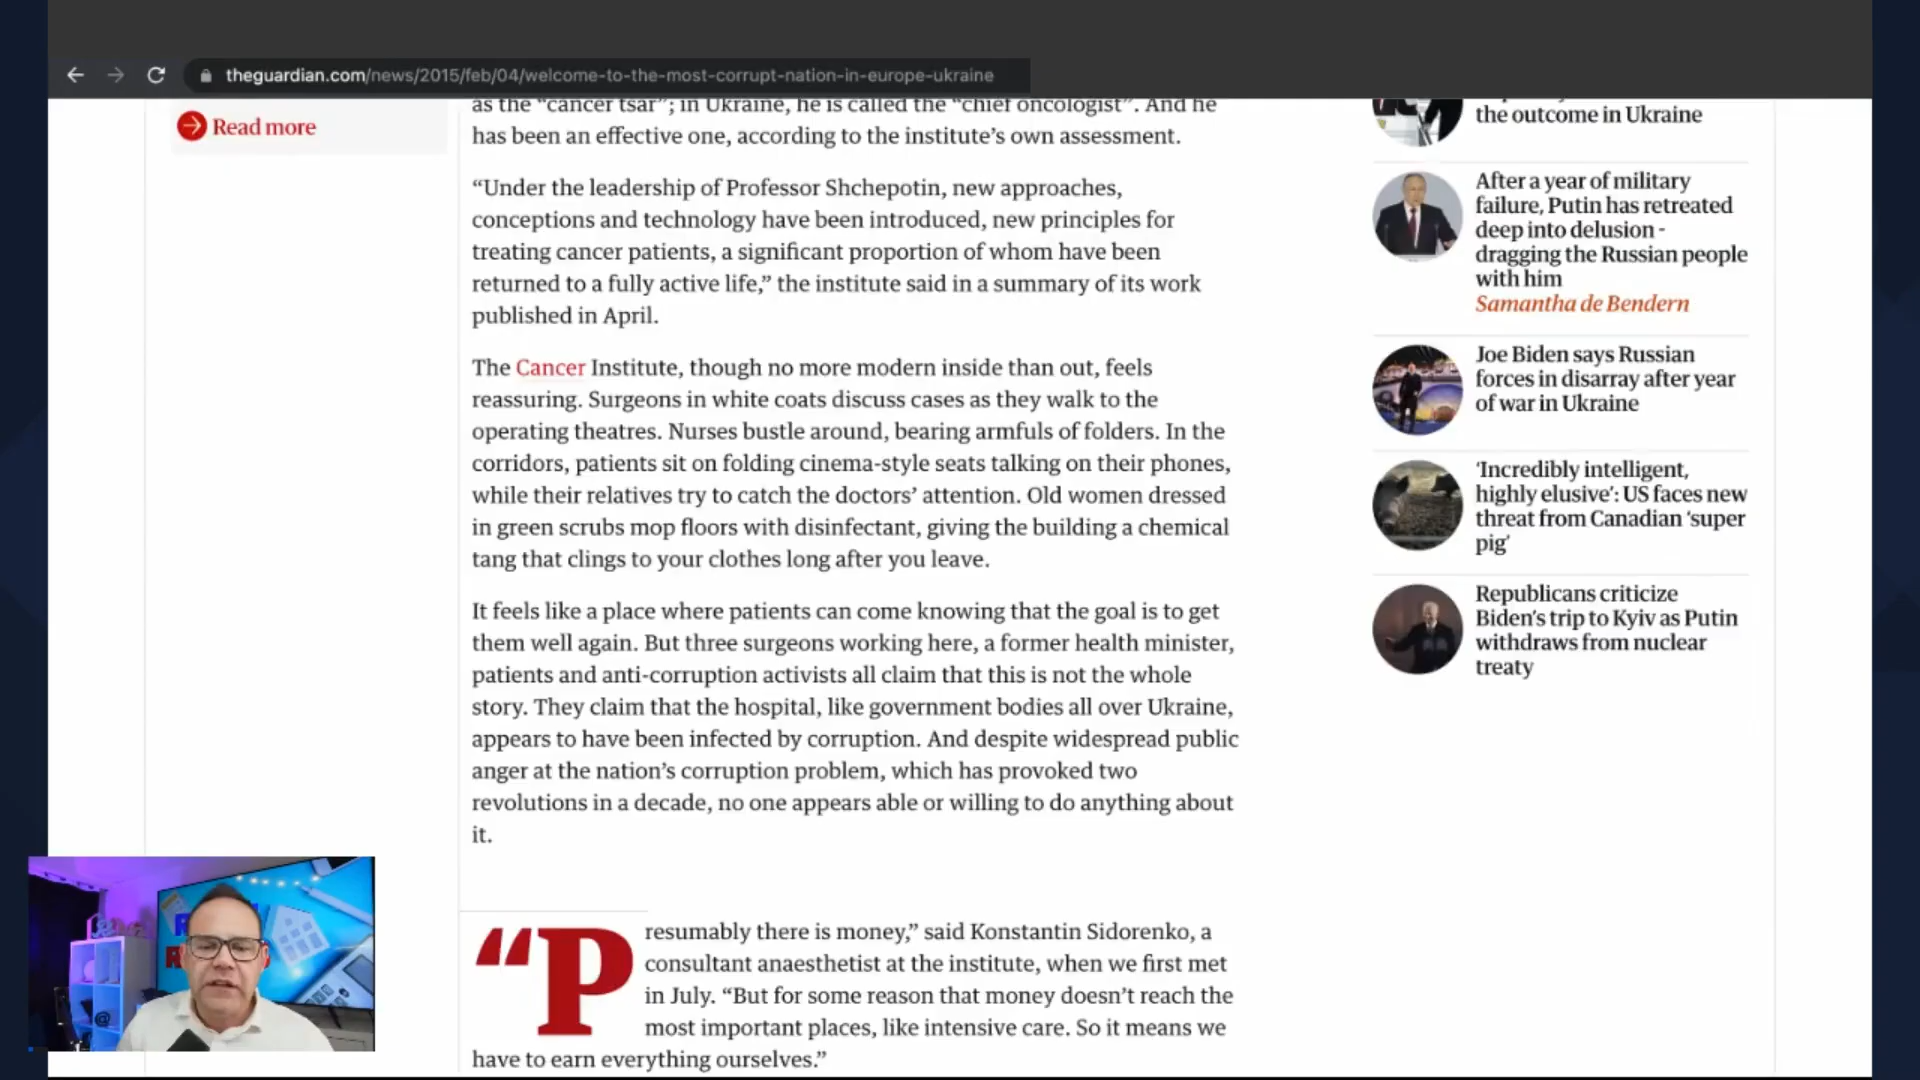 theguardian.com/news/2015/feb/04/welcome-to-the-most-corrupt-nation-in-europe-ukraine
Read more
as the “cancer tsar”; in Ukraine, he is called the “chief oncologist”. And he
has been an effective one, according to the institute’s own assessment.
“Under the leadership of Professor Shchepotin, new approaches,
conceptions and technology have been introduced, new principles for
treating cancer patients, a significant proportion of whom have been
returned to a fully active life,” the institute said in a summary of its work
published in April.
The Cancer Institute, though no more modern inside than out, feels
reassuring. Surgeons in white coats discuss cases as they walk to the
operating theatres. Nurses bustle around, bearing armfuls of folders. In the
corridors, patients sit on folding cinema-style seats talking on their phones,
while their relatives try to catch the doctors’ attention. Old women dressed
in green scrubs mop floors with disinfectant, giving the building a chemical
tang that clings to your clothes long after you leave.
It feels like a place where patients can come knowing that the goal is to get
them well again. But three surgeons working here, a former health minister,
patients and anti-corruption activists all claim that this is not the whole
story. They claim that the hospital, like government bodies all over Ukraine,
appears to have been infected by corruption. And despite widespread public
anger at the nation’s corruption problem, which has provoked two
revolutions in a decade, no one appears able or willing to do anything about
it.
“Presumably there is money,” said Konstantin Sidorenko, a
consultant anaesthetist at the institute, when we first met
in July. “But for some reason that money doesn’t reach the
most important places, like intensive care. So it means we
have to earn everything ourselves.”
the outcome in Ukraine
After a year of military
failure, Putin has retreated
deep into delusion -
dragging the Russian people
with him
Samantha de Bendern
Joe Biden says Russian
forces in disarray after year
of war in Ukraine
‘Incredibly intelligent,
highly elusive’: US faces new
threat from Canadian ‘super
pig’
Republicans criticize
Biden’s trip to Kyiv as Putin
withdraws from nuclear
treaty